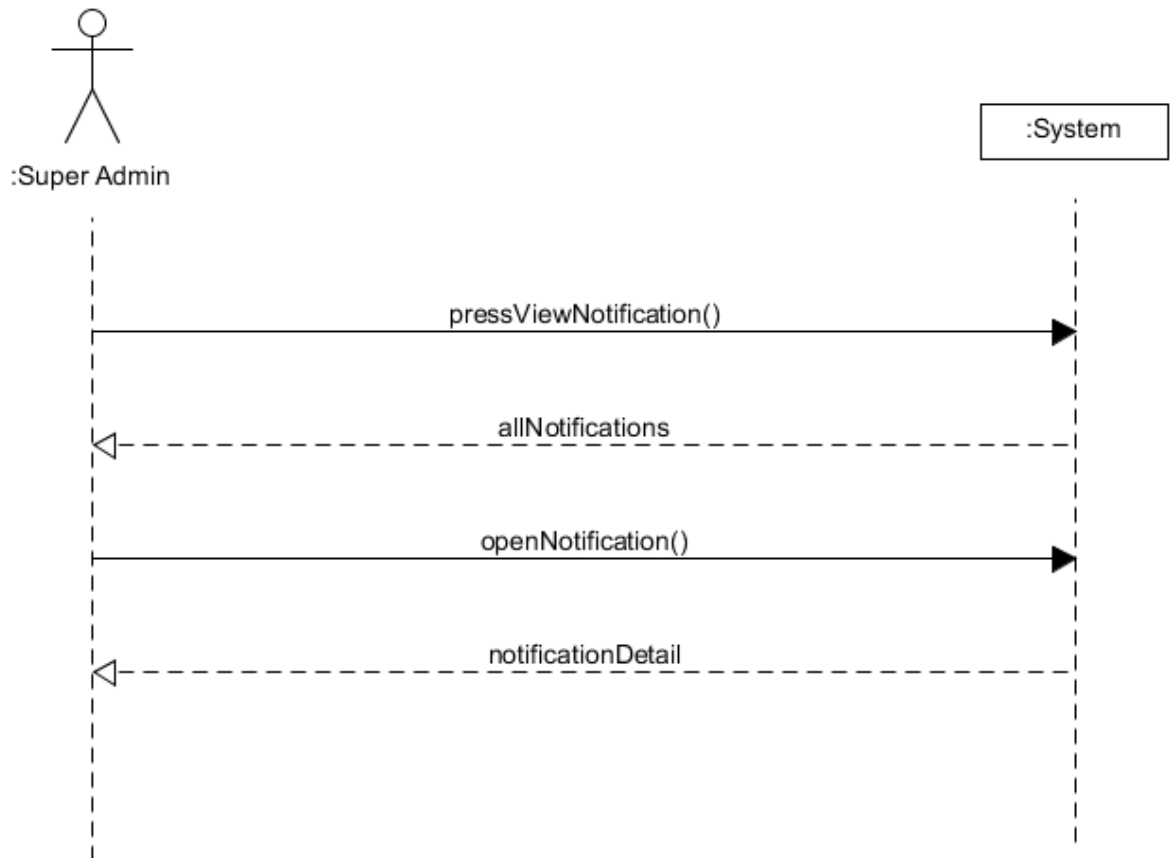 :System
:Super Admin
pressViewNotification()
allNotifications
openNotification()
notificationDetail